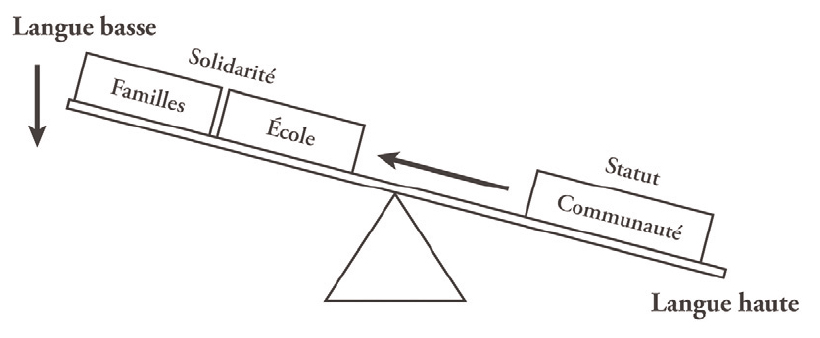 Langue basse
Solidarité
Familles
École
Statut
Communauté
Langue haute